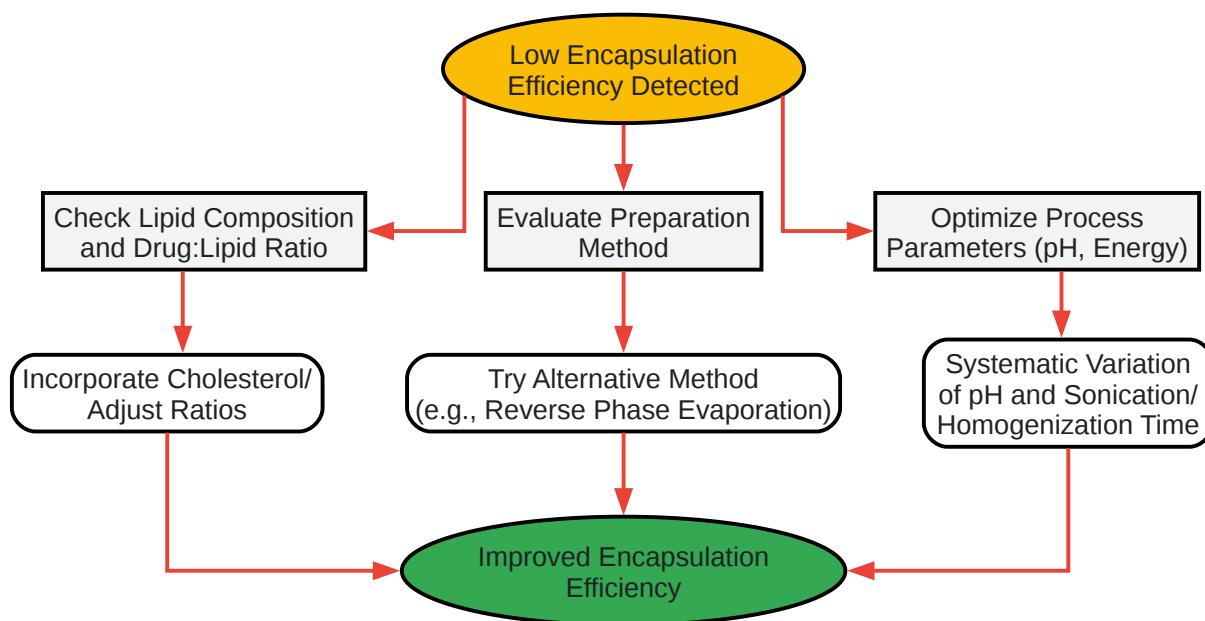 Low Encapsulation
Efficiency Detected
Check Lipid Composition
and Drug:Lipid Ratio
Evaluate Preparation
Method
Optimize Process
Parameters (pH, Energy)
Incorporate Cholesterol/
Adjust Ratios
Try Alternative Method
(e.g., Reverse Phase Evaporation)
Systematic Variation
of pH and Sonication/
Homogenization Time
Improved Encapsulation
Efficiency